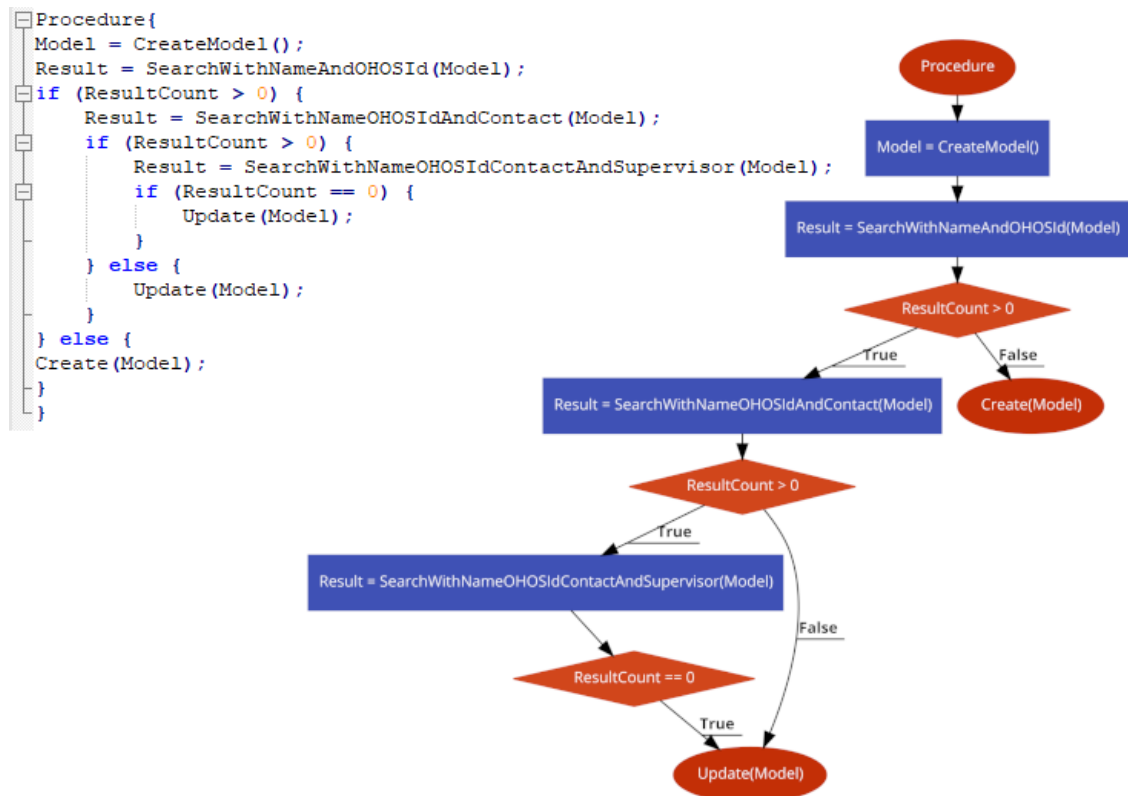 Procedure{
Model = CreateModel();
Result = SearchWithNameAndOHOSId(Model);
if (ResultCount > 0) {
Result = SearchWithNameOHOSIdAndContact(Model);
if (ResultCount > 0) {
Result = SearchWithNameOHOSIdContactAndSupervisor(Model);
if (ResultCount == 0) {
Update(Model);
}
} else {
Update(Model);
}
} else {
Create(Model);
}
}
Procedure
Model = CreateModel()
Result = SearchWithNameAndOHOSId(Model)
ResultCount > 0
True
False
Result = SearchWithNameOHOSIdAndContact(Model)
Create(Model)
ResultCount > 0
True
Result = SearchWithNameOHOSIdContactAndSupervisor(Model)
False
ResultCount == 0
True
Update(Model)